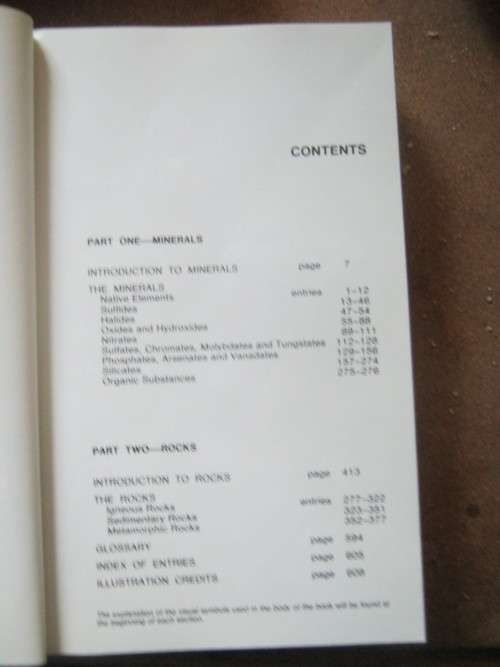 CONTENTS
PART ONE—MINERALS
INTRODUCTION TO MINERALS page 7
THE MINERALS
Native Elements entries 1–12
Sulfides 13–46
Halides 47–54
Oxides and Hydroxides 55–88
Nitrates 89–111
Sulfates, Chromates, Molybdates and Tungstates 112–128
Phosphates, Arsenates and Vanadates 129–156
Silicates 157–274
Organic Substances 275–276
PART TWO—ROCKS
INTRODUCTION TO ROCKS page 413
THE ROCKS
Igneous Rocks entries 277–322
Sedimentary Rocks
Metamorphic Rocks 352–377
GLOSSARY page
INDEX OF ENTRIES page 605
ILLUSTRATION CREDITS page 608
The explanation of the visual symbols used in the body of the book will be found at
the beginning of each section.